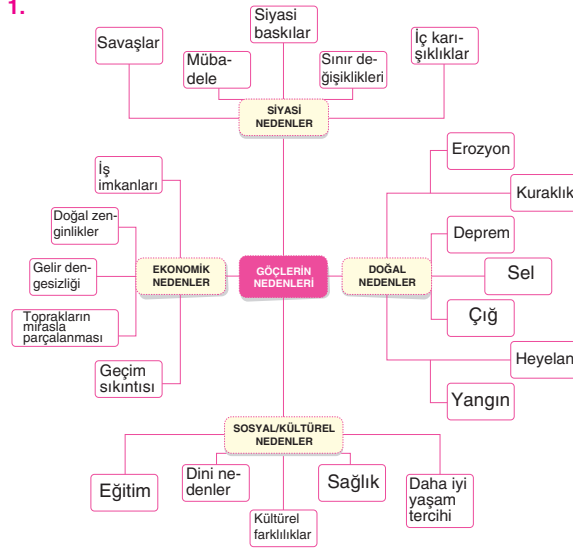 1.
Siyasi
baskılar
Savaşlar
Müba-
dele
Sınır de-
ğişiklikleri
İç karı-
şıklıklar
SİYASİ
NEDENLER
İş
imkanları
Doğal zen-
ginlikler
Gelir den-
gesizliği
Toprakların
mirasla
parçalanması
Geçim
sıkıntısı
EKONOMİK
NEDENLER
GÖÇLERİN
NEDENLERİ
DOĞAL
NEDENLER
Erozyon
Kuraklık
Deprem
Sel
Çığ
Heyelan
Yangın
SOSYAL/KÜLTÜREL
NEDENLER
Eğitim
Dini ne-
denler
Kültürel
farklılıklar
Sağlık
Daha iyi
yaşam
tercihi